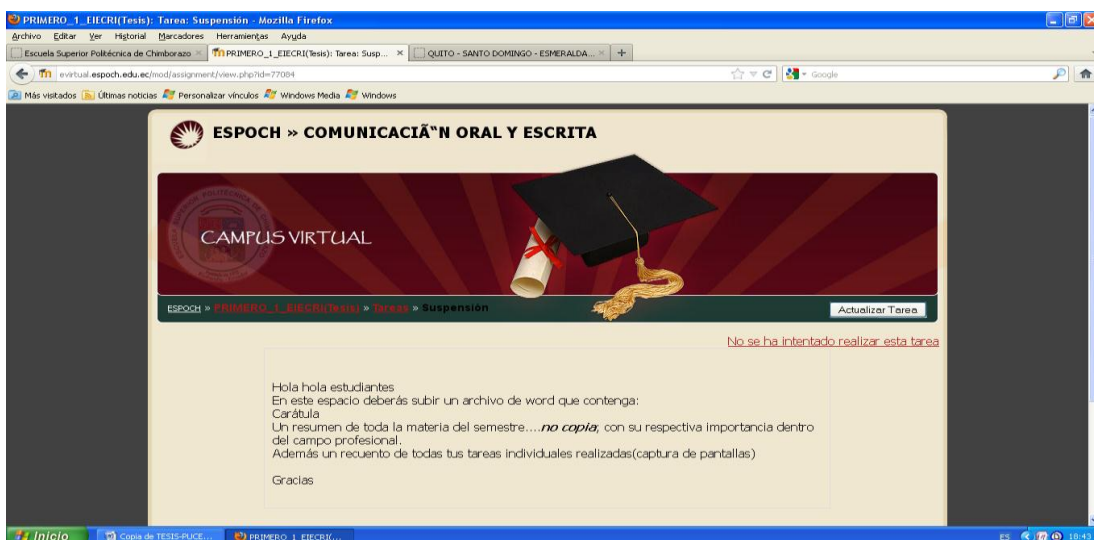 PRIMERO_1_EIECRI(Tesis): Tarea: Suspensión - Mozilla Firefox
Archivo Editar Ver Historial Marcadores Herramientas Ayuda
Escuela Superior Politécnica de Chimborazo PRIMERO_1_EIECRI(Tesis): Tarea: Susp... QUITO - SANTO DOMINGO - ESMERALDA...
evirtual.espoch.edu.ec/mod/assignment/view.php?id=77084 Google
Más visitados Últimas noticias Personalizar vínculos Windows Media Windows
ESPOCH » COMUNICACIÃ“N ORAL Y ESCRITA
CAMPUS VIRTUAL
ESPOCH » PRIMERO_1_EIECRI(Tesis) » Tareas » Suspensión Actualizar Tarea
No se ha intentado realizar esta tarea
Hola hola estudiantes
En este espacio deberás subir un archivo de word que contenga:
Carátula
Un resumen de toda la materia del semestre....no copia, con su respectiva importancia dentro
del campo profesional.
Además un recuento de todas tus tareas individuales realizadas(captura de pantallas)
Gracias
Inicio Copia de TESIS-PUCE... PRIMERO_1_EIECRI(... ES 10:43